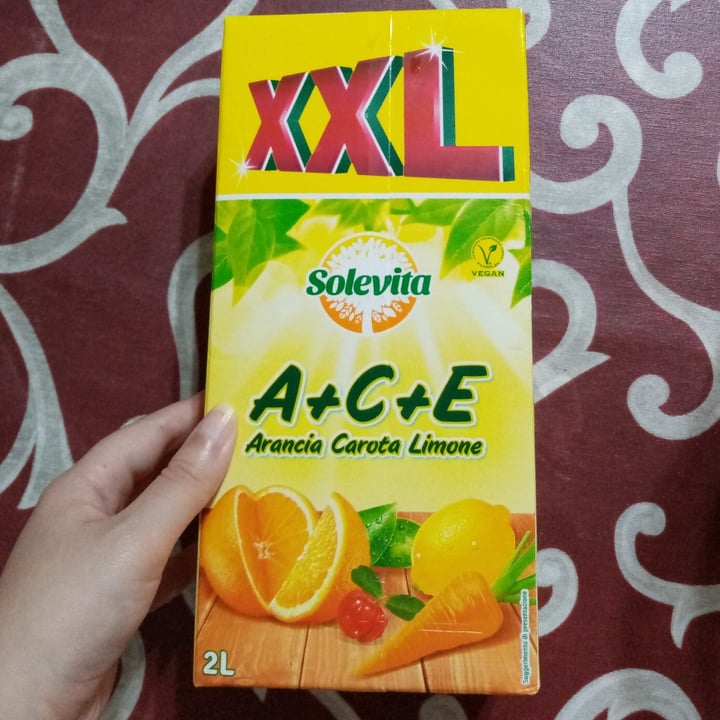 XXL
Solevita
VEGAN
A+C+E
Arancia Carota Limone
2L
Suggerimento di presentazione